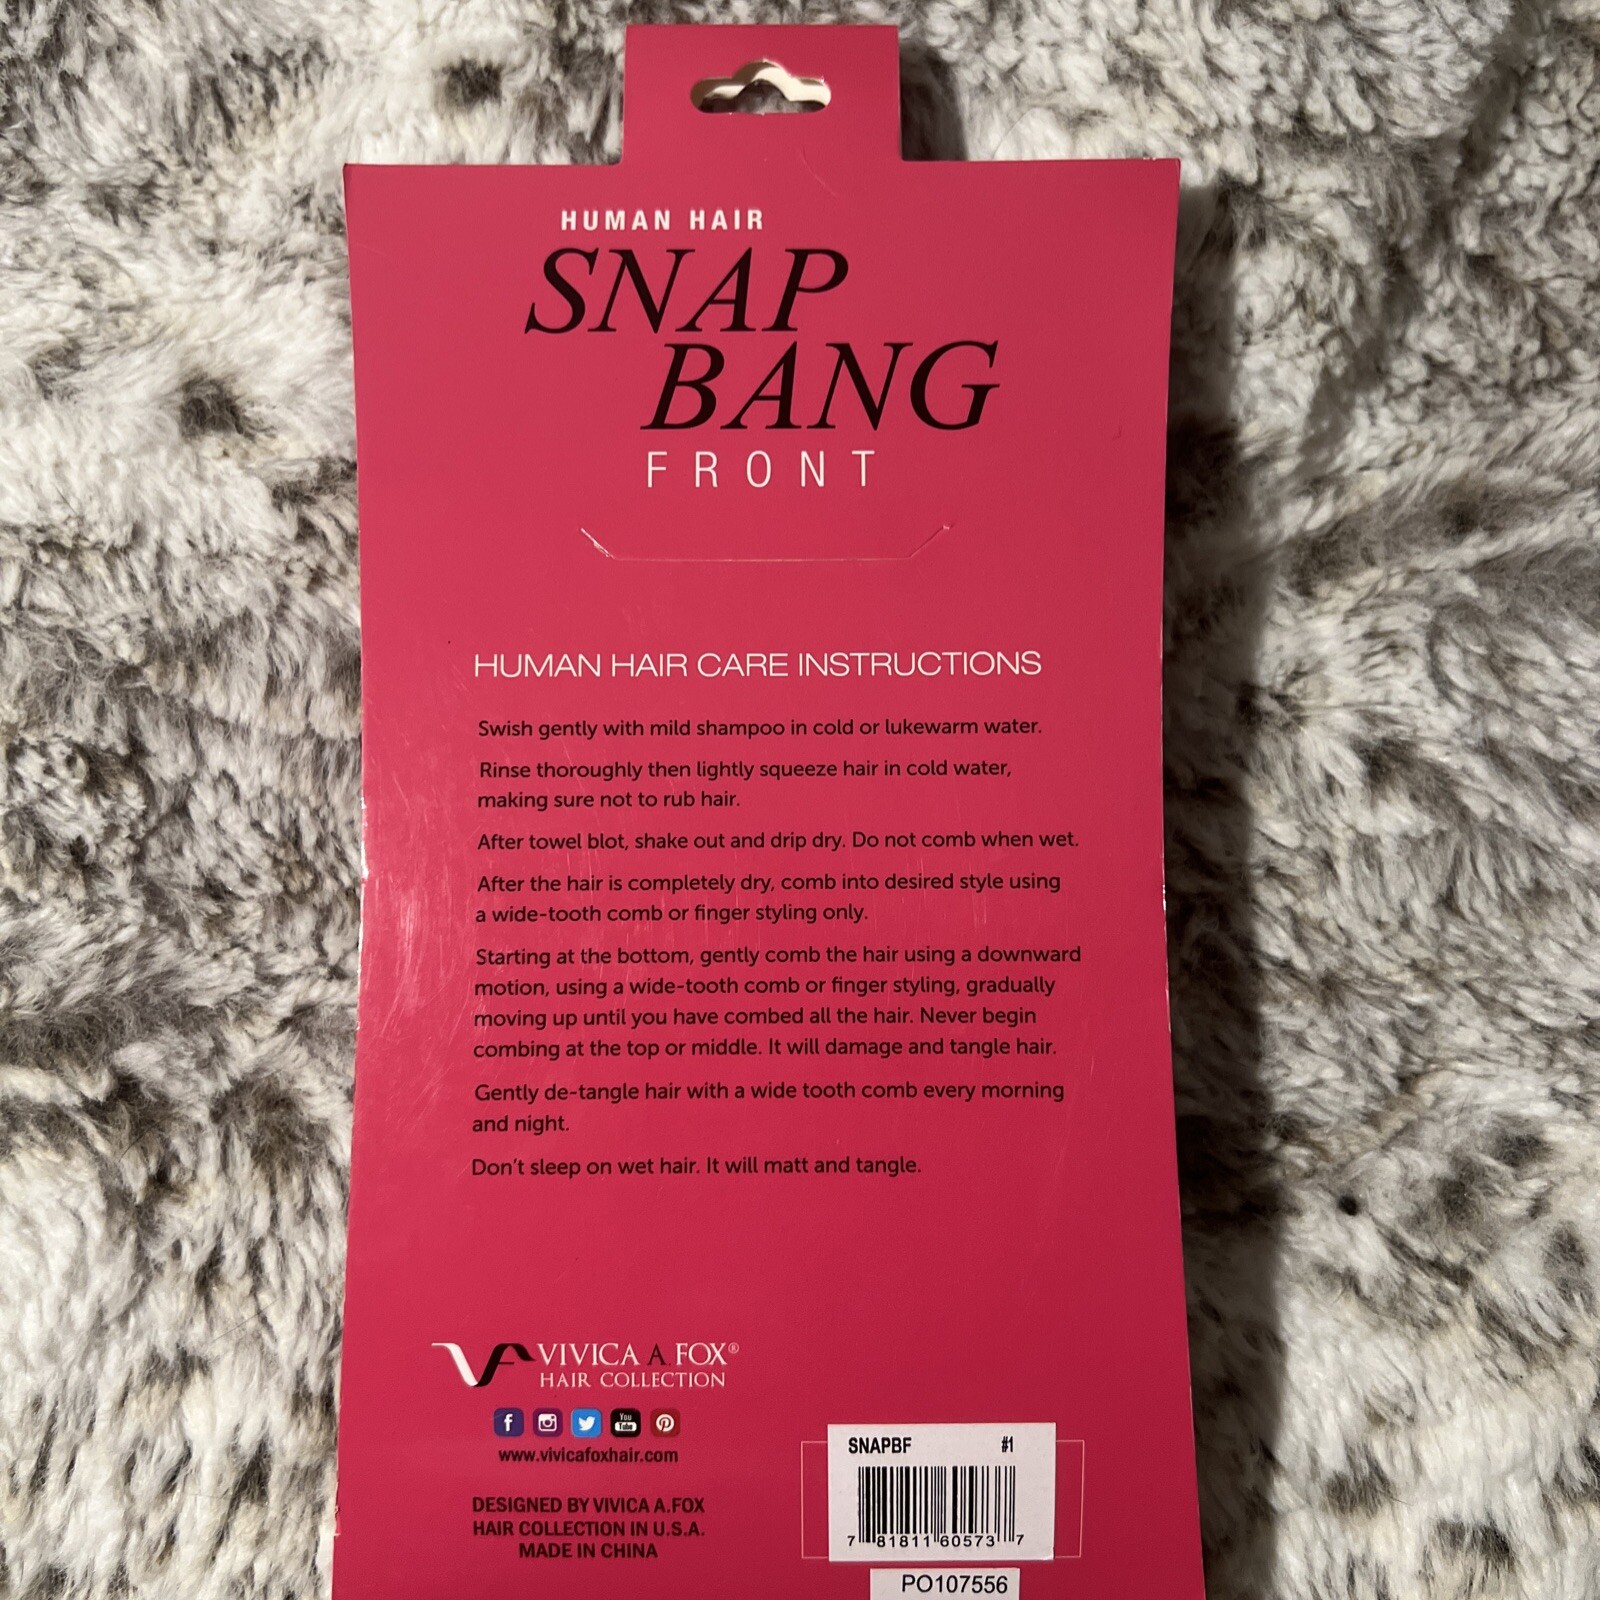 HUMAN HAIR
SNAP
BANG
FRONT
HUMAN HAIR CARE INSTRUCTIONS
Swish gently with mild shampoo in cold or lukewarm water.
Rinse thoroughly then lightly squeeze hair in cold water,
making sure not to rub hair.
After towel blot, shake out and drip dry. Do not comb when wet.
After the hair is completely dry, comb into desired style using
a wide-tooth comb or finger styling only.
Starting at the bottom, gently comb the hair using a downward
motion, using a wide-tooth comb or finger styling, gradually
moving up until you have combed all the hair. Never begin
combing at the top or middle. It will damage and tangle hair.
Gently de-tangle hair with a wide tooth comb every morning
and night.
Don't sleep on wet hair. It will matt and tangle.
VF VIVICA A. FOX®
HAIR COLLECTION
f You Tube
www.vivicafoxhair.com
DESIGNED BY VIVICA A.FOX
HAIR COLLECTION IN U.S.A.
MADE IN CHINA
SNAPBF #1
7 81811 60573 7
PO107556